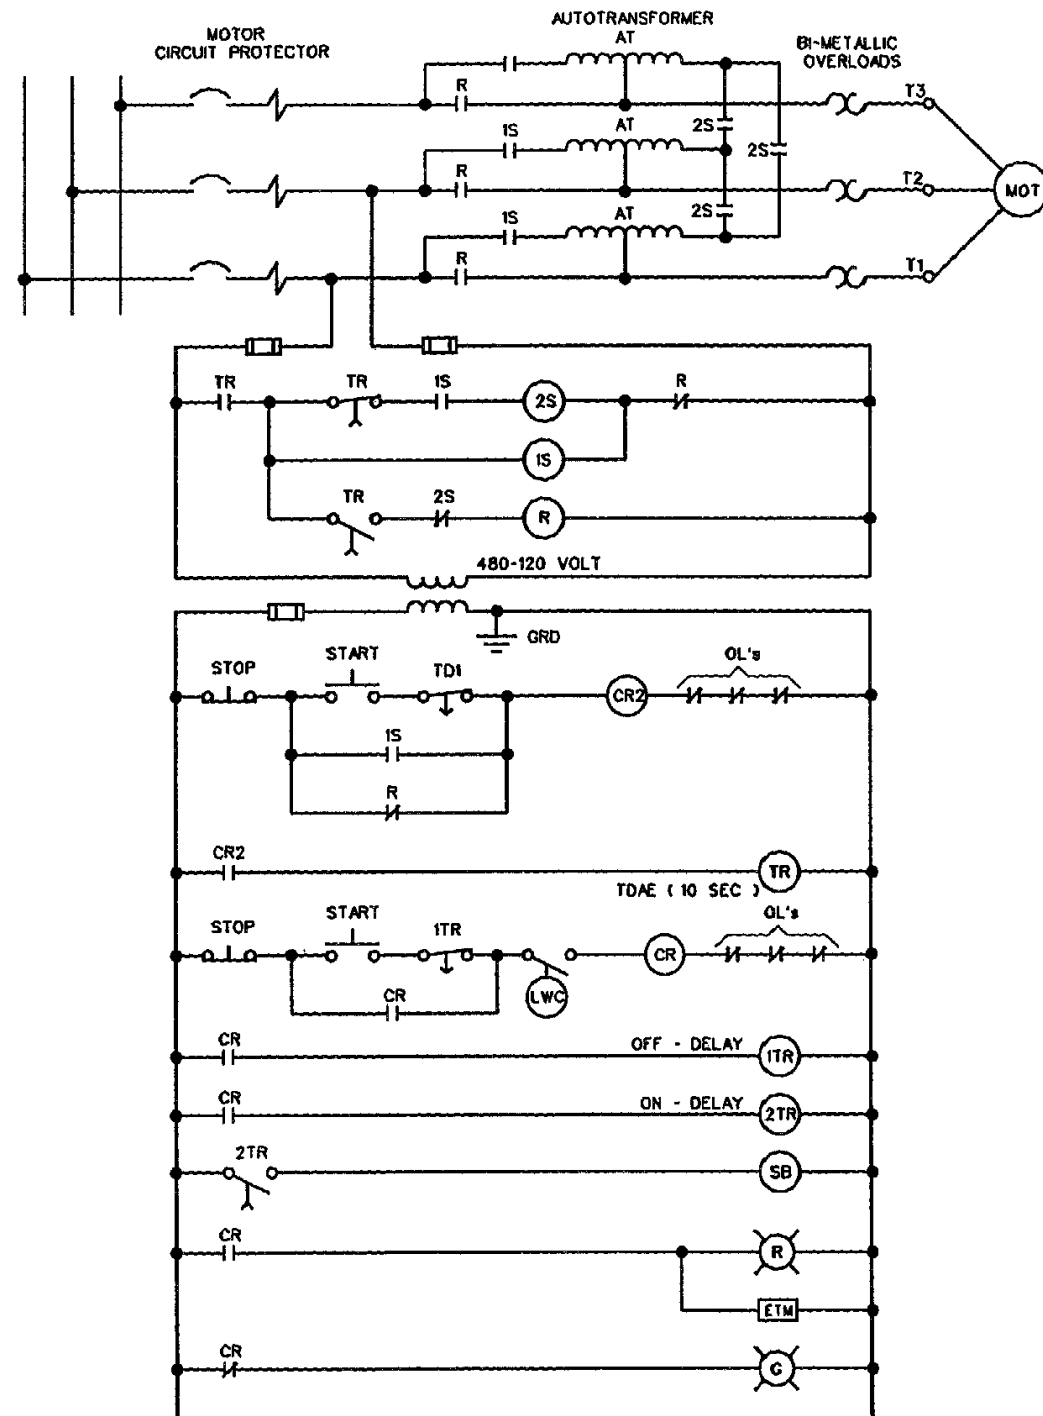 AUTOTRANSFORMER
MOTOR
CIRCUIT PROTECTOR
AT
BI-METALLIC
OVERLOADS
R
T3
1S
AT
2S
2S
R
T2
MOT
1S
AT
2S
R
T1
TR
TR
1S
2S
R
1S
TR
2S
R
480-120 VOLT
GRD
STOP
START
TD1
CR2
OL's
1S
R
CR2
TR
TDAE ( 10 SEC )
STOP
START
1TR
CR
OL's
LWC
CR
CR
OFF - DELAY
1TR
CR
ON - DELAY
2TR
2TR
SB
CR
R
ETM
CR
G